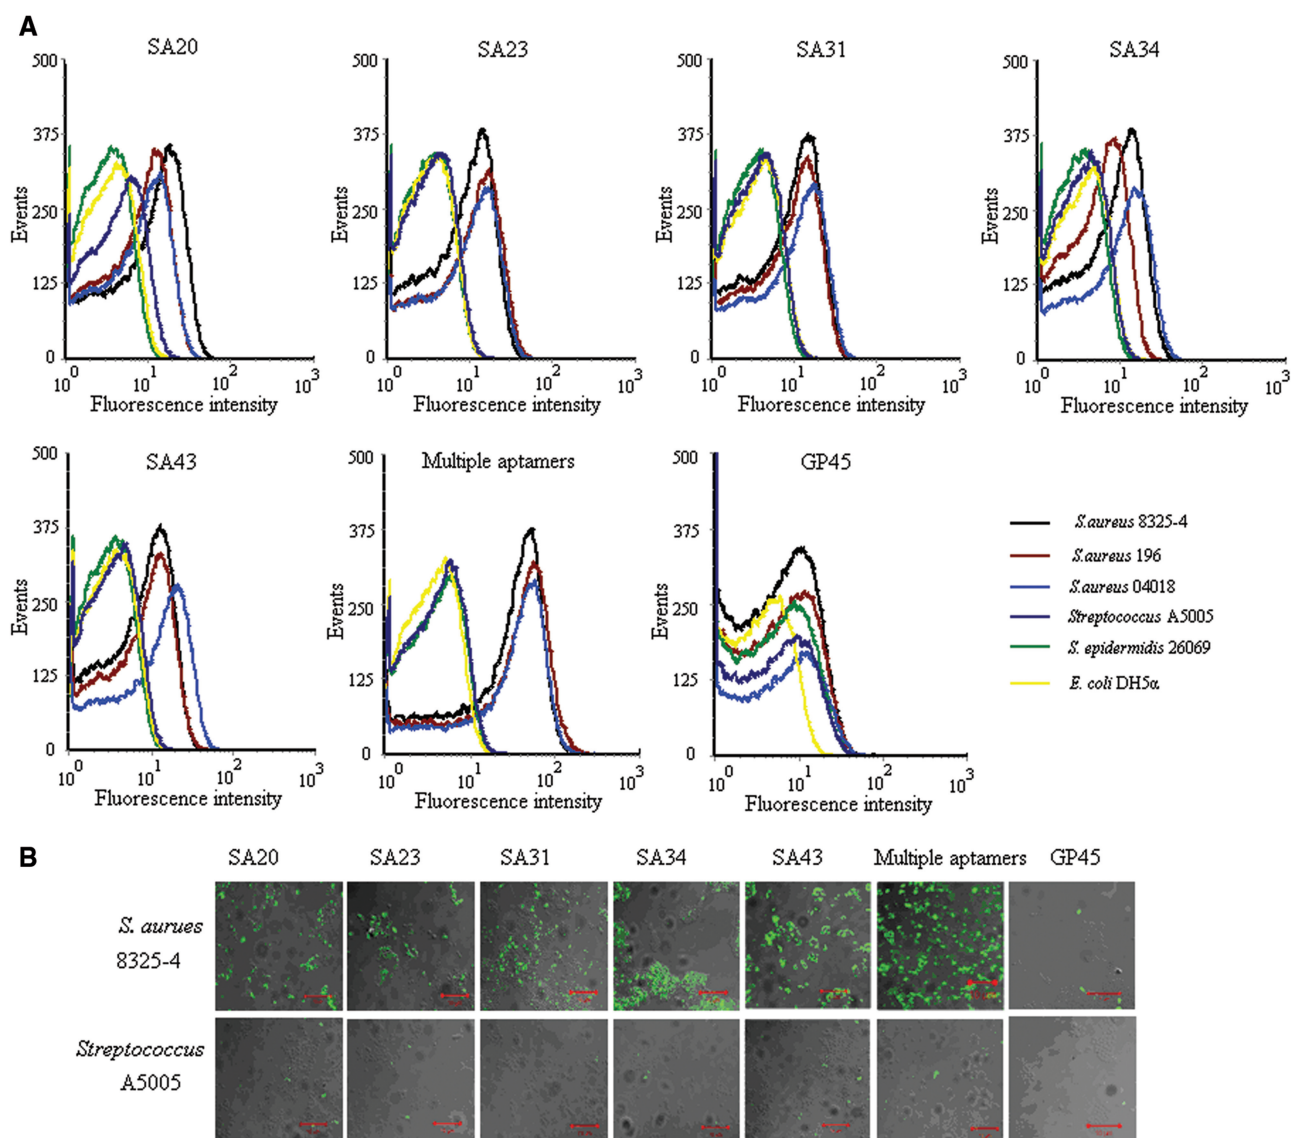 A
SA20
500
375
250
125
0
Events
10^0 10^1 10^2 10^3
Fluorescence intensity
SA23
500
375
250
125
0
Events
10^0 10^1 10^2 10^3
Fluorescence intensity
SA31
500
375
250
125
0
Events
10^0 10^1 10^2 10^3
Fluorescence intensity
SA34
500
375
250
125
0
Events
10^0 10^1 10^2 10^3
Fluorescence intensity
SA43
500
375
250
125
0
Events
10^0 10^1 10^2 10^3
Fluorescence intensity
Multiple aptamers
500
375
250
125
0
Events
10^0 10^1 10^2 10^3
Fluorescence intensity
GP45
500
375
250
125
0
Events
10^0 10^1 10^2 10^3
Fluorescence intensity
S.aureus 8325-4
S.aureus 196
S.aureus 04018
Streptococcus A5005
S. epidermidis 26069
E. coli DH5α
B
SA20 SA23 SA31 SA34 SA43 Multiple aptamers GP45
S. aurues
8325-4
Streptococcus
A5005